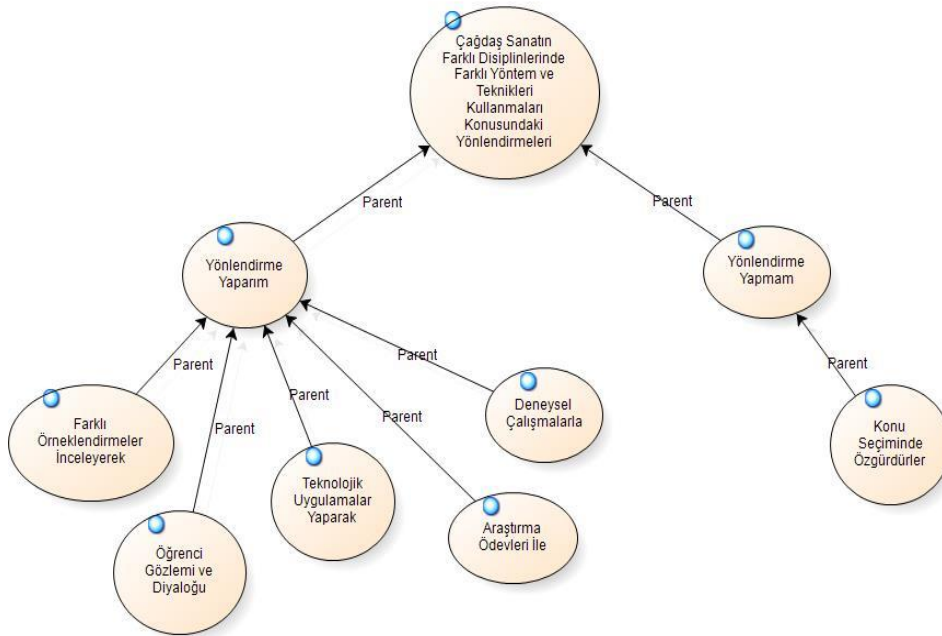 Çağdaş Sanatın
Farklı Disiplinlerinde
Farklı Yöntem ve
Teknikleri
Kullanmaları
Konusundaki
Yönlendirmeleri
Parent
Parent
Yönlendirme
Yaparım
Yönlendirme
Yapmam
Parent
Parent
Parent
Parent
Parent
Parent
Farklı
Örneklendirmeler
İnceleyerek
Öğrenci
Gözlemi ve
Diyaloğu
Teknolojik
Uygulamalar
Yaparak
Araştırma
Ödevleri İle
Deneysel
Çalışmalarla
Konu
Seçiminde
Özgürdürler